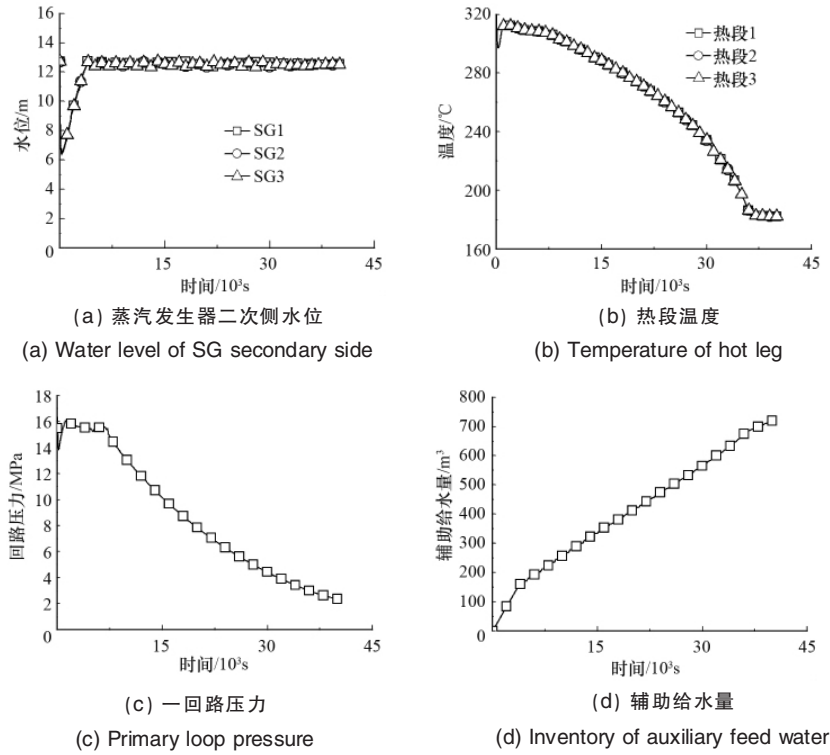 16
14
12
10
8
6
4
2
0
水位/m
SG1
SG2
SG3
15
30
45
时间/10³s
(a) 蒸汽发生器二次侧水位
(a) Water level of SG secondary side
320
280
240
200
160
温度/℃
热段1
热段2
热段3
0
15
30
45
时间/10³s
(b) 热段温度
(b) Temperature of hot leg
18
16
14
12
10
8
6
4
2
0
回路压力/MPa
15
30
45
时间/10³s
(c) 一回路压力
(c) Primary loop pressure
800
700
600
500
400
300
200
100
0
辅助给水量/m³
15
30
45
时间/10³s
(d) 辅助给水量
(d) Inventory of auxiliary feed water